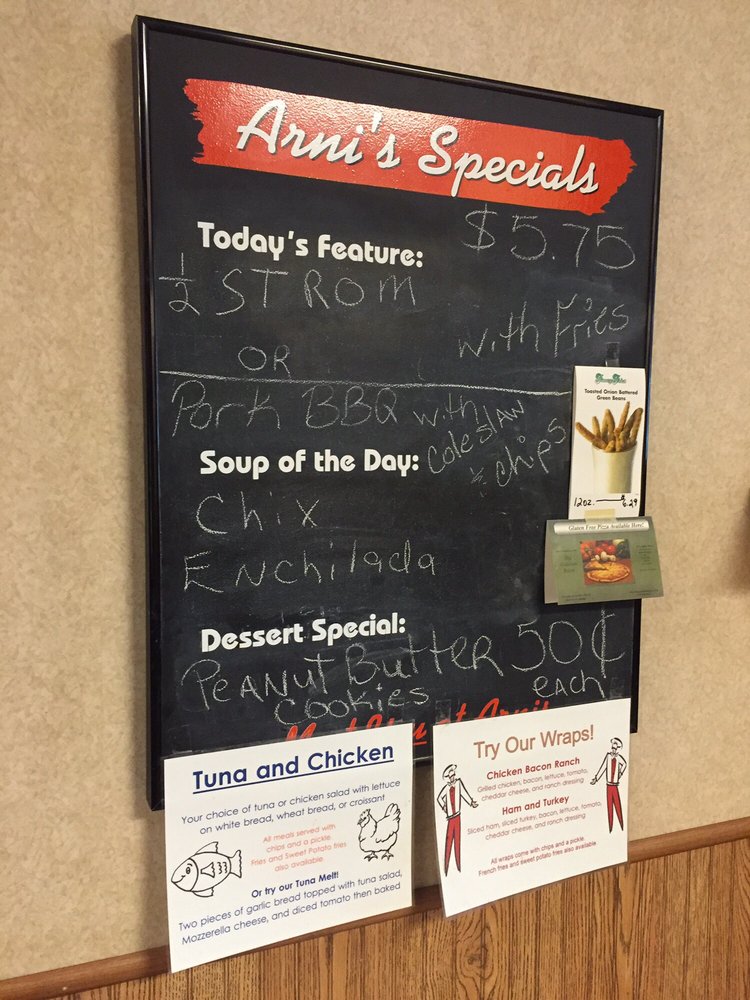 Arni's Specials
Today's Feature:
$5.75
½ STROM
with Fries
OR
Pork BBQ with
Coleslaw
& chips
Soup of the Day:
Chix
Enchilada
Dessert Special:
Peanut Butter 50¢
Cookies each
at Arni's
Toasted Onion Battered
Green Beans
12oz. 6.29
Gluten Free Pizza Available Here!
Tuna and Chicken
Your choice of tuna or chicken salad with lettuce
on white bread, wheat bread, or croissant
All meals served with
chips and a pickle.
Fries and Sweet Potato fries
also available.
Or try our Tuna Melt!
Two pieces of garlic bread topped with tuna salad,
Mozzerella cheese, and diced tomato then baked
Try Our Wraps!
Chicken Bacon Ranch
Grilled chicken, bacon, lettuce, tomato,
cheddar cheese, and ranch dressing
Ham and Turkey
Sliced ham, sliced turkey, bacon, lettuce, tomato,
cheddar cheese, and ranch dressing
All wraps come with chips and a pickle.
French fries and sweet potato fries also available